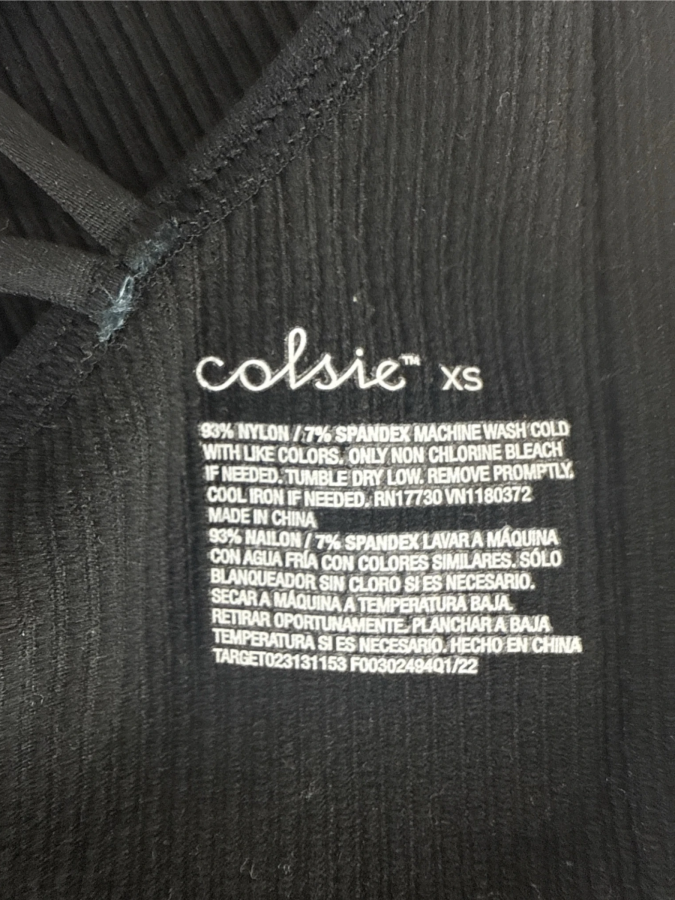 colsie™ XS
93% NYLON / 7% SPANDEX MACHINE WASH COLD
WITH LIKE COLORS. ONLY NON CHLORINE BLEACH
IF NEEDED. TUMBLE DRY LOW. REMOVE PROMPTLY.
COOL IRON IF NEEDED. RN17730 VN1180372
MADE IN CHINA
93% NAILON / 7% SPANDEX LAVAR A MÁQUINA
CON AGUA FRÍA CON COLORES SIMILARES. SÓLO
BLANQUEADOR SIN CLORO SI ES NECESARIO.
SECAR A MÁQUINA A TEMPERATURA BAJA.
RETIRAR OPORTUNAMENTE. PLANCHAR A BAJA
TEMPERATURA SI ES NECESARIO. HECHO EN CHINA
TARGET023131153 F00302494Q1/22